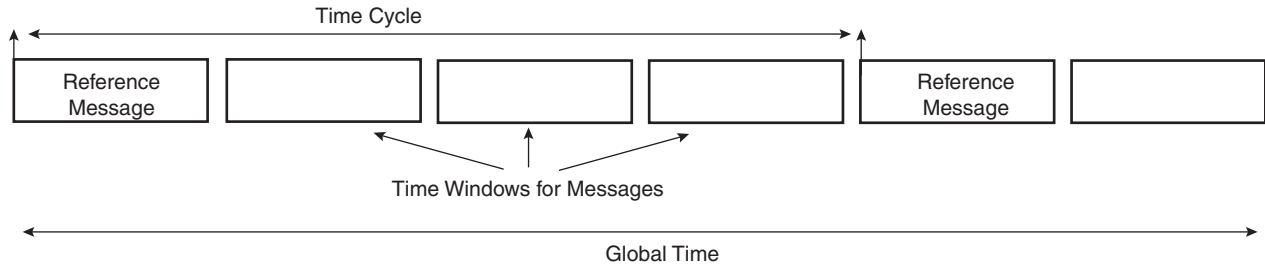 Time Cycle
Reference
Message
Reference
Message
Time Windows for Messages
Global Time